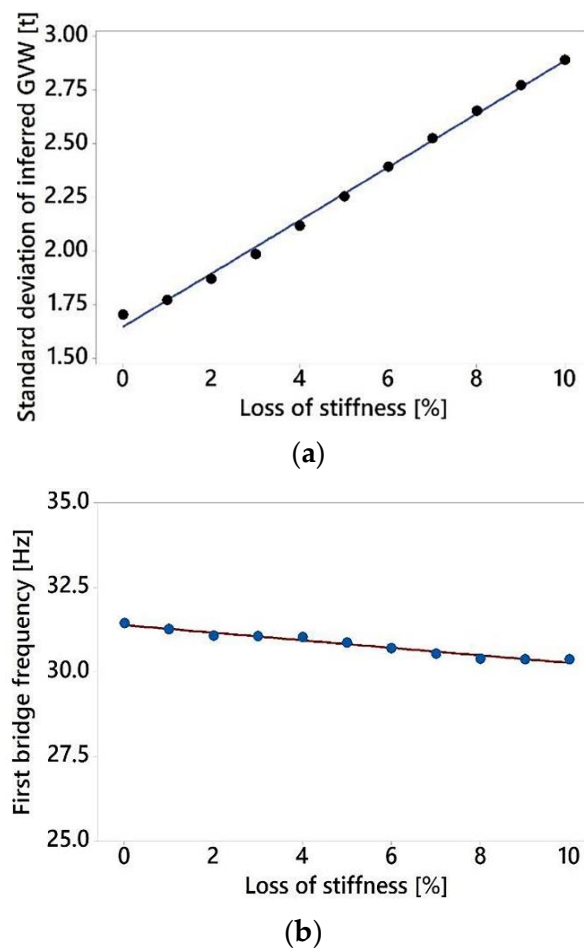 Standard deviation of inferred GVW [t]
3.00
2.75
2.50
2.25
2.00
1.75
1.50
0 2 4 6 8 10
Loss of stiffness [%]
(a)
First bridge frequency [Hz]
35.0
32.5
30.0
27.5
25.0
0 2 4 6 8 10
Loss of stiffness [%]
(b)